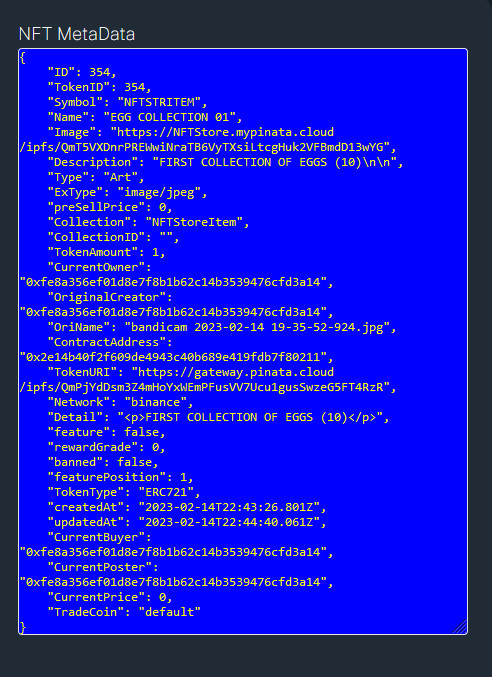 NFT MetaData
{
    "ID": 354,
    "TokenID": 354,
    "Symbol": "NFTSTRITEM",
    "Name": "EGG COLLECTION 01",
    "Image": "https://NFTStore.mypinata.cloud
/ipfs/QmT5VXDnrPREWwiNraTB6VyTXsiLtcgHuk2VFBmdD13wYG",
    "Description": "FIRST COLLECTION OF EGGS (10)\n\n",
    "Type": "Art",
    "ExType": "image/jpeg",
    "preSellPrice": 0,
    "Collection": "NFTStoreItem",
    "CollectionID": "",
    "TokenAmount": 1,
    "CurrentOwner":
"0xfe8a356ef01d8e7f8b1b62c14b3539476cfd3a14",
    "OriginalCreator":
"0xfe8a356ef01d8e7f8b1b62c14b3539476cfd3a14",
    "OriName": "bandicam 2023-02-14 19-35-52-924.jpg",
    "ContractAddress":
"0x2e14b40f2f609de4943c40b689e419fdb7f80211",
    "TokenURI": "https://gateway.pinata.cloud
/ipfs/QmPjYdDsm3Z4mHoYxWEmPFusVV7Ucu1gusSwzeG5FT4RzR",
    "Network": "binance",
    "Detail": "<p>FIRST COLLECTION OF EGGS (10)</p>",
    "feature": false,
    "rewardGrade": 0,
    "banned": false,
    "featurePosition": 1,
    "TokenType": "ERC721",
    "createdAt": "2023-02-14T22:43:26.801Z",
    "updatedAt": "2023-02-14T22:44:40.061Z",
    "CurrentBuyer":
"0xfe8a356ef01d8e7f8b1b62c14b3539476cfd3a14",
    "CurrentPoster":
"0xfe8a356ef01d8e7f8b1b62c14b3539476cfd3a14",
    "CurrentPrice": 0,
    "TradeCoin": "default"
}